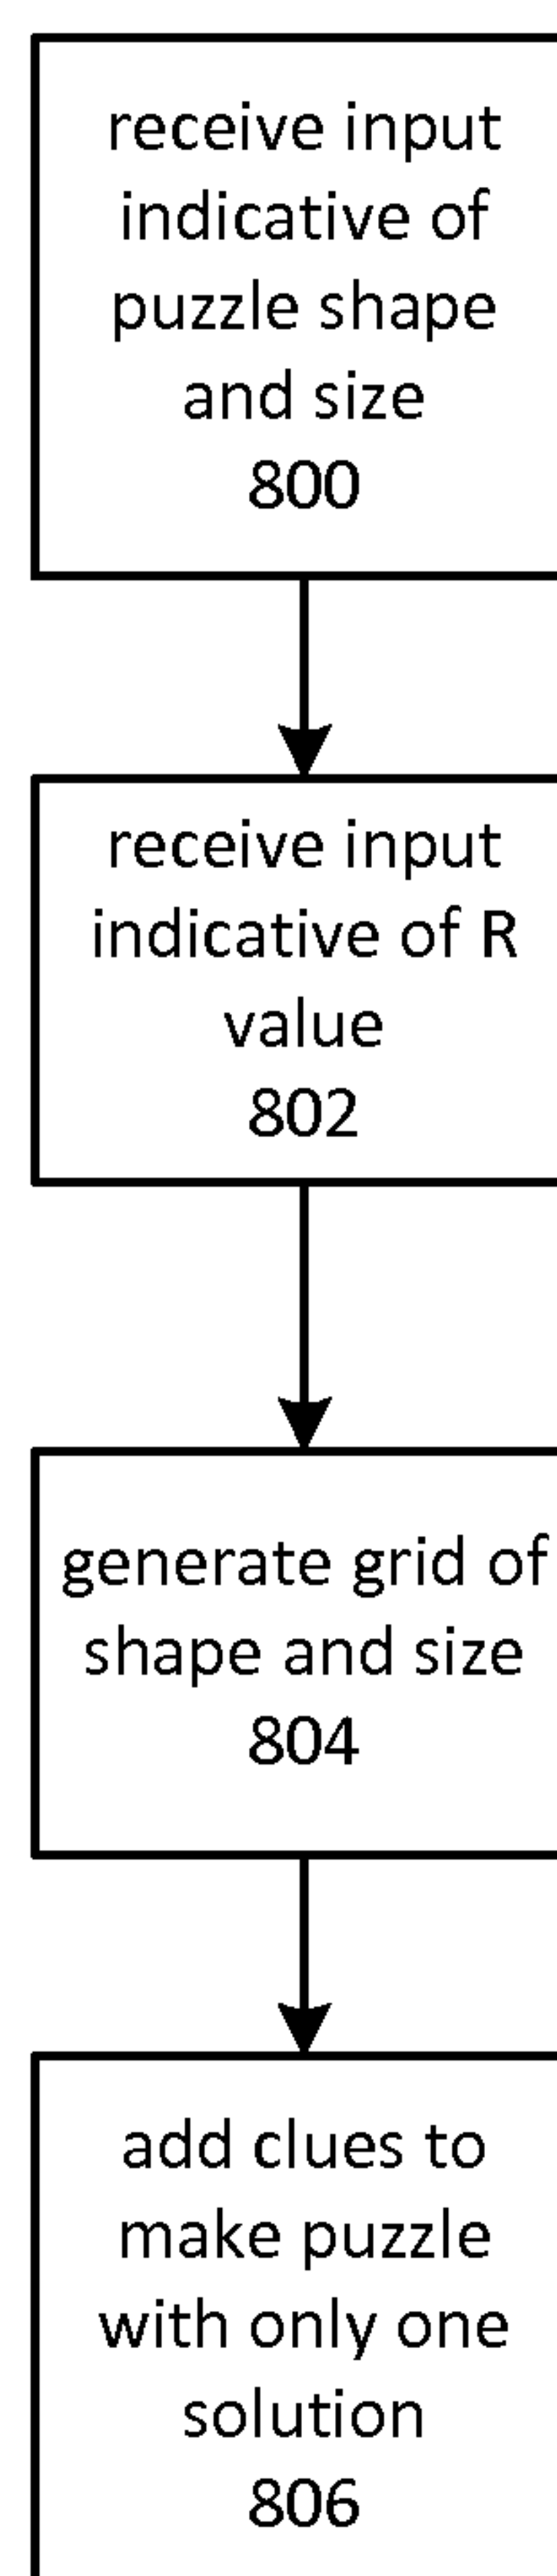 receive input
indicative of
puzzle shape
and size
800
receive input
indicative of R
value
802
generate grid of
shape and size
804
add clues to
make puzzle
with only one
solution
806